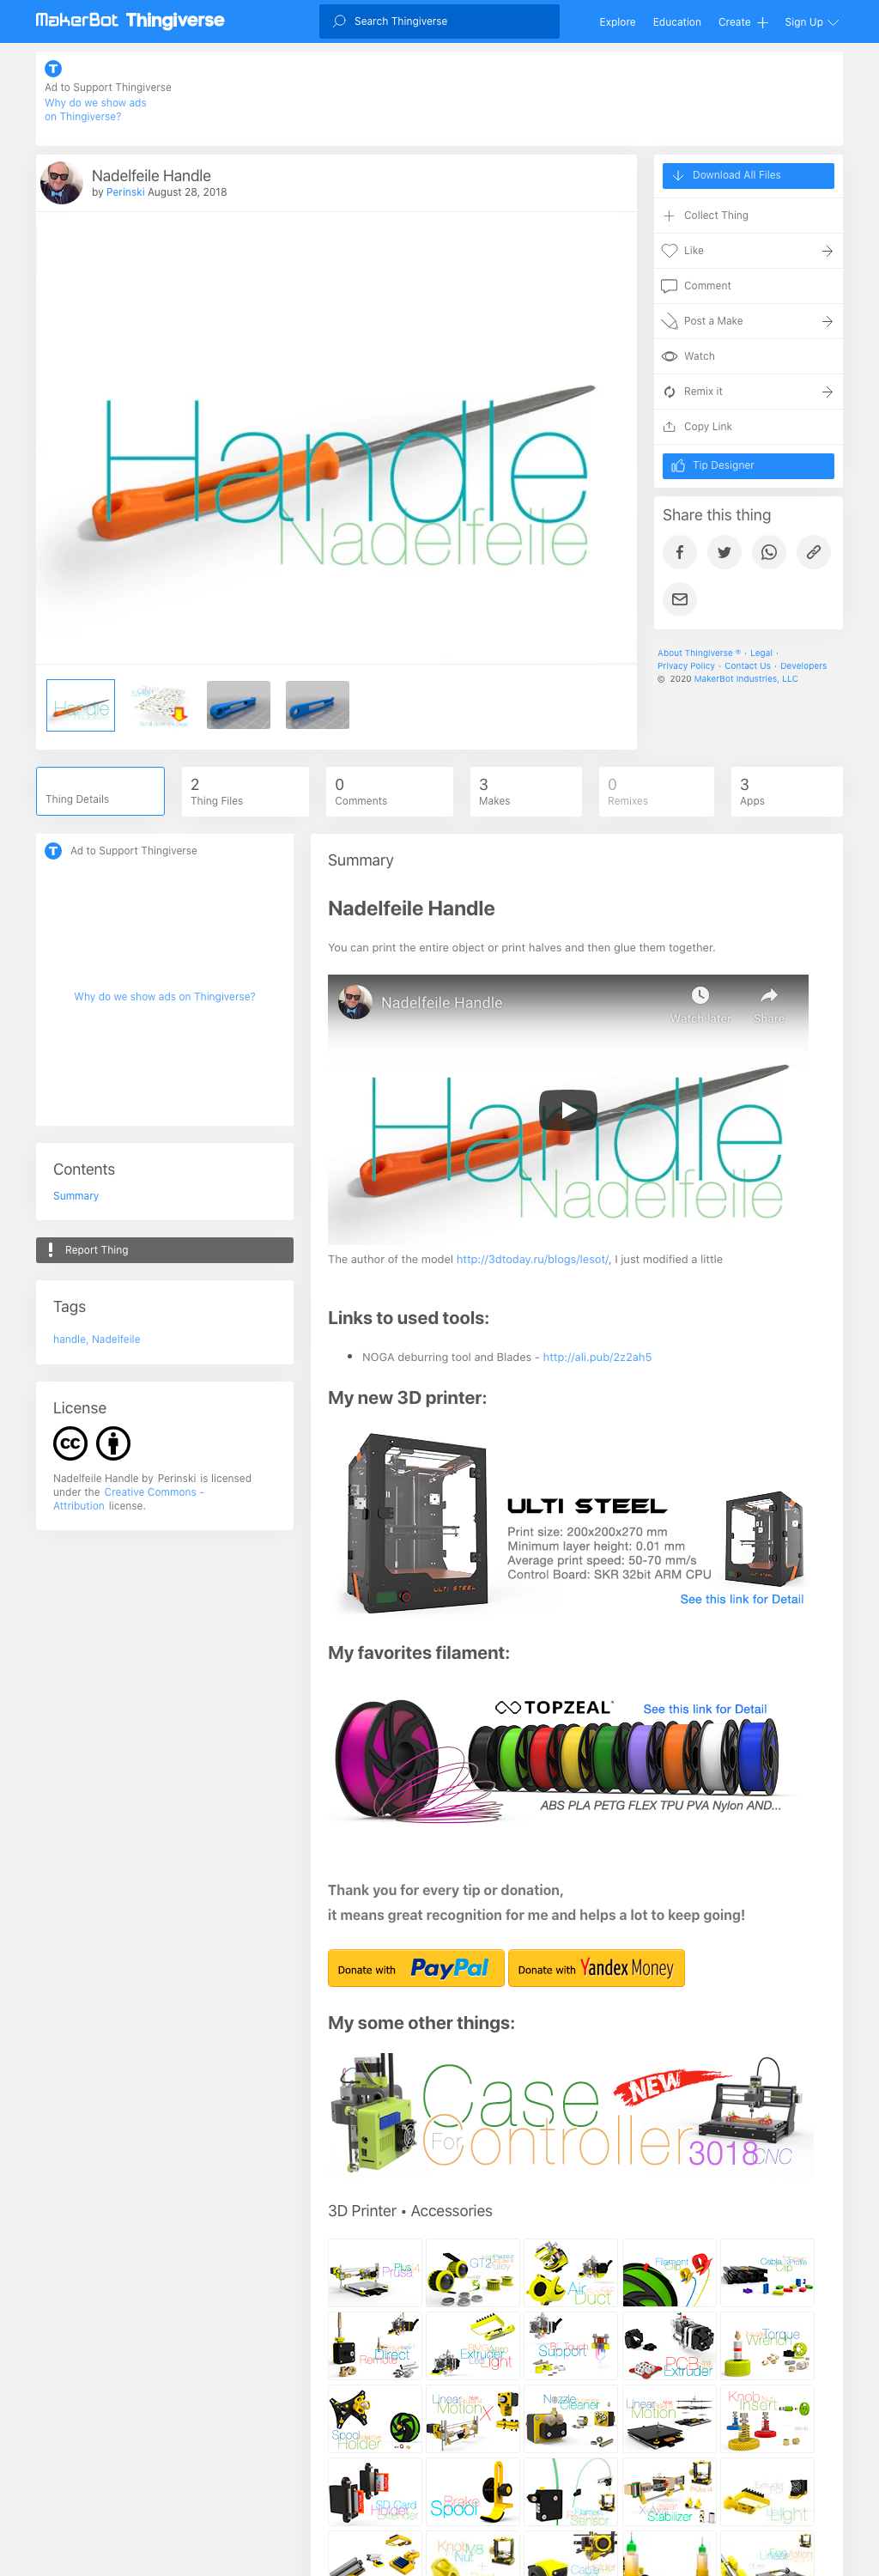 MakerBot Thingiverse
Search Thingiverse
Explore
Education
Create
Sign Up
Ad to Support Thingiverse
Why do we show ads
on Thingiverse?
Nadelfeile Handle
by Perinski August 28, 2018
Handle
Nadelfeile
Download All Files
Collect Thing
Like
Comment
Post a Make
Watch
Remix it
Copy Link
Tip Designer
Share this thing
About Thingiverse ® · Legal ·
Privacy Policy · Contact Us · Developers
© 2020 MakerBot Industries, LLC
Thing Details
2
Thing Files
0
Comments
3
Makes
0
Remixes
3
Apps
Ad to Support Thingiverse
Why do we show ads on Thingiverse?
Contents
Summary
Report Thing
Tags
handle, Nadelfeile
License
Nadelfeile Handle by Perinski is licensed
under the Creative Commons -
Attribution license.
Summary
Nadelfeile Handle
You can print the entire object or print halves and then glue them together.
Nadelfeile Handle
Watch later
Share
Handle
Nadelfeile
The author of the model http://3dtoday.ru/blogs/lesot/, I just modified a little
Links to used tools:
NOGA deburring tool and Blades - http://ali.pub/2z2ah5
My new 3D printer:
ULTI STEEL
ULTI STEEL
Print size: 200x200x270 mm
Minimum layer height: 0.01 mm
Average print speed: 50-70 mm/s
Control Board: SKR 32bit ARM CPU
See this link for Detail
My favorites filament:
TOPZEAL
See this link for Detail
ABS PLA PETG FLEX TPU PVA Nylon AND...
Thank you for every tip or donation,
it means great recognition for me and helps a lot to keep going!
Donate with PayPal
Donate with Yandex Money
My some other things:
Case
NEW
For Controller
3018 CNC
3D Printer • Accessories
Plus
Prusa
GT2
Pulley
Air
Duct
Filament
Clip
Cable
Clip
Direct
Remote
Extruder
Light
Touch
Support
PCB
Extruder
Torque
Wrench
Spool
Holder
Linear
Motion
X
Nozzle
Cleaner
Linear
Motion
Knob
Insert
SD Card
Holder
Extender
Brake
Spool
Filament
Sensor
Stabilizer
Extruder
Light
Knob
Nut
M8